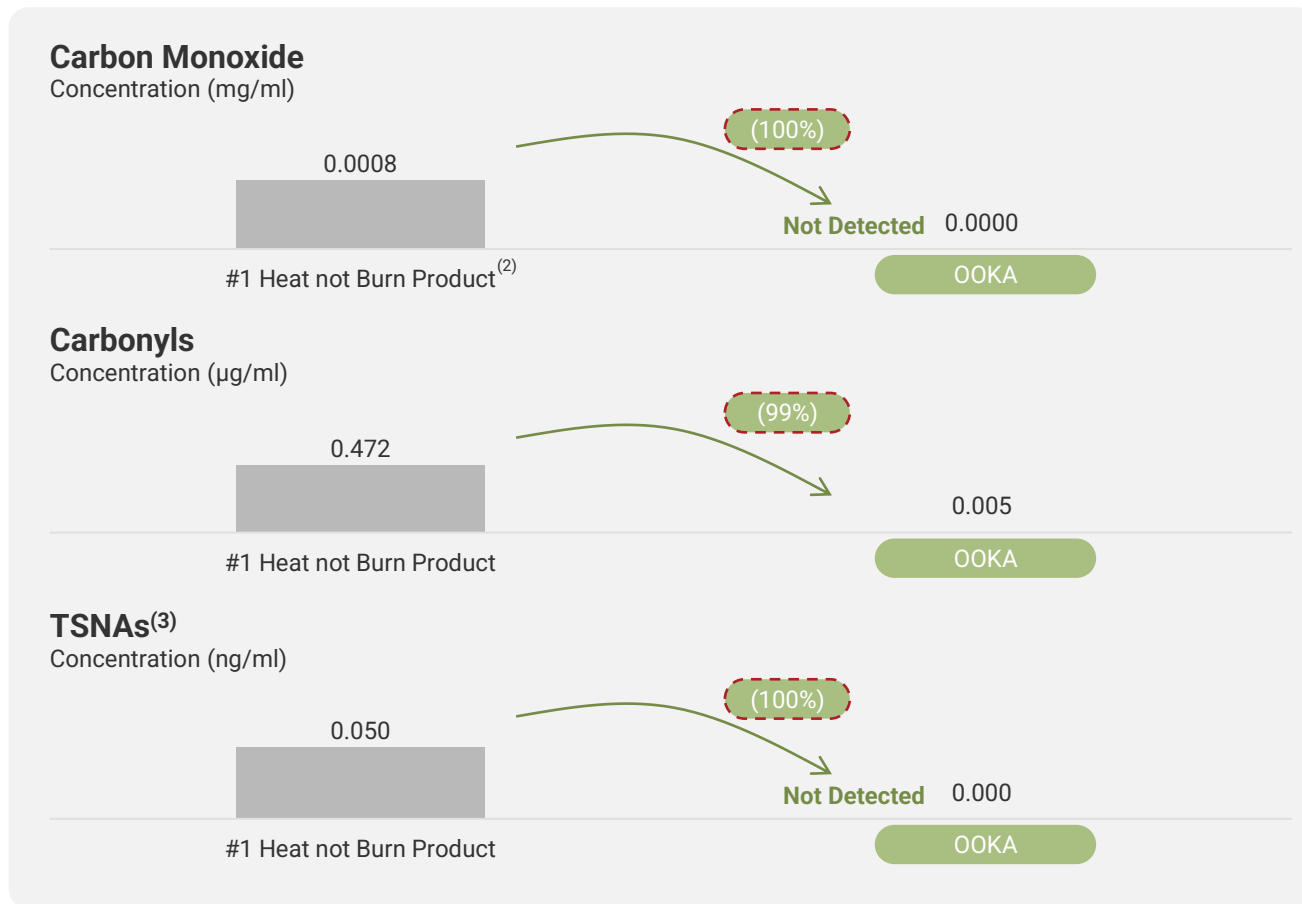 Carbon Monoxide
Concentration (mg/ml)
(100%)
0.0008
Not Detected 0.0000
#1 Heat not Burn Product(2)
OOKA
Carbonyls
Concentration (µg/ml)
(99%)
0.472
0.005
#1 Heat not Burn Product
OOKA
TSNAs(3)
Concentration (ng/ml)
(100%)
0.050
Not Detected 0.000
#1 Heat not Burn Product
OOKA